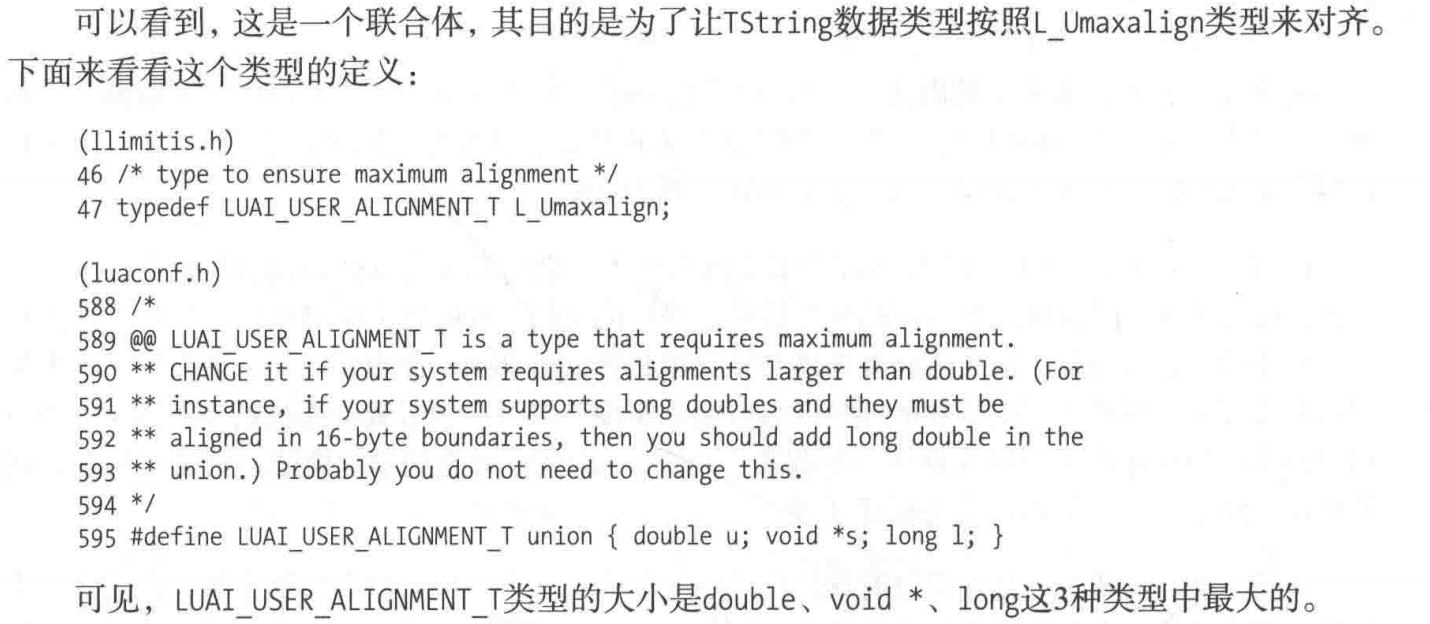 可以看到，这是一个联合体，其目的是为了让TString数据类型按照L_Umaxalign类型来对齐。
下面来看看这个类型的定义：
(llimitis.h)
46 /* type to ensure maximum alignment */
47 typedef LUAI_USER_ALIGNMENT_T L_Umaxalign;
(luaconf.h)
588 /*
589 @@ LUAI_USER_ALIGNMENT_T is a type that requires maximum alignment.
590 ** CHANGE it if your system requires alignments larger than double. (For
591 ** instance, if your system supports long doubles and they must be
592 ** aligned in 16-byte boundaries, then you should add long double in the
593 ** union.) Probably you do not need to change this.
594 */
595 #define LUAI_USER_ALIGNMENT_T union { double u; void *s; long l; }
可见，LUAI_USER_ALIGNMENT_T类型的大小是double、void *、long这3种类型中最大的。